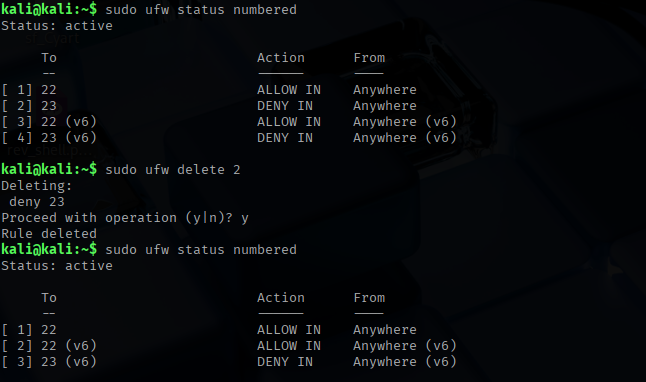 kali@kali:~$ sudo ufw status numbered
Status: active
To Action From
-- ------ ----
[ 1] 22 ALLOW IN Anywhere
[ 2] 23 DENY IN Anywhere
[ 3] 22 (v6) ALLOW IN Anywhere (v6)
[ 4] 23 (v6) DENY IN Anywhere (v6)
kali@kali:~$ sudo ufw delete 2
Deleting:
deny 23
Proceed with operation (y|n)? y
Rule deleted
kali@kali:~$ sudo ufw status numbered
Status: active
To Action From
-- ------ ----
[ 1] 22 ALLOW IN Anywhere
[ 2] 22 (v6) ALLOW IN Anywhere (v6)
[ 3] 23 (v6) DENY IN Anywhere (v6)